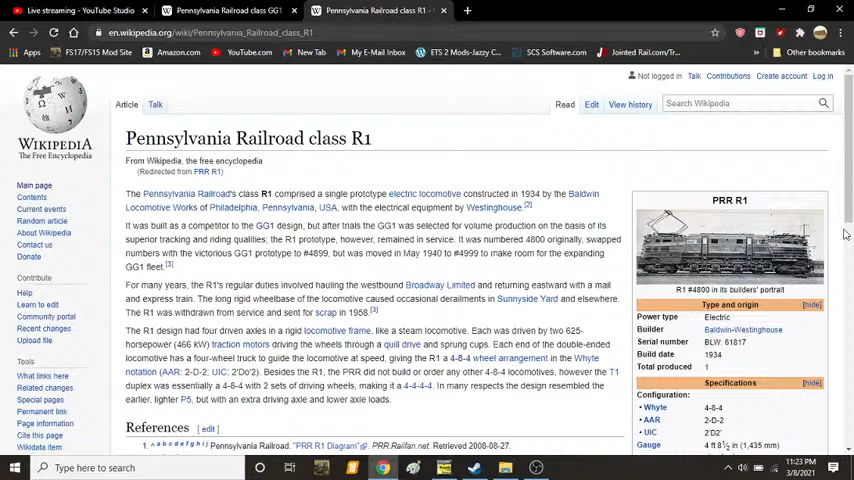 Live streaming - YouTube Studio
Pennsylvania Railroad class GG1
Pennsylvania Railroad class R1 -
en.wikipedia.org/wiki/Pennsylvania_Railroad_class_R1
Apps FS17/FS15 Mod Site Amazon.com YouTube.com New Tab My E-Mail Inbox ETS 2 Mods-Jazzy C... SCS Software.com Jointed Rail.com/Tr... Other bookmarks
Not logged in Talk Contributions Create account Log in
Article Talk Read Edit View history Search Wikipedia
WIKIPEDIA
The Free Encyclopedia
Main page
Contents
Current events
Random article
About Wikipedia
Contact us
Donate
Contribute
Help
Learn to edit
Community portal
Recent changes
Upload file
Tools
What links here
Related changes
Special pages
Permanent link
Page information
Cite this page
Wikidata item
Pennsylvania Railroad class R1
From Wikipedia, the free encyclopedia
(Redirected from PRR R1)
The Pennsylvania Railroad's class R1 comprised a single prototype electric locomotive constructed in 1934 by the Baldwin
Locomotive Works of Philadelphia, Pennsylvania, USA, with the electrical equipment by Westinghouse.[2]
It was built as a competitor to the GG1 design, but after trials the GG1 was selected for volume production on the basis of its
superior tracking and riding qualities; the R1 prototype, however, remained in service. It was numbered 4800 originally, swapped
numbers with the victorious GG1 prototype to #4899, but was moved in May 1940 to #4999 to make room for the expanding
GG1 fleet.[3]
For many years, the R1's regular duties involved hauling the westbound Broadway Limited and returning eastward with a mail
and express train. The long rigid wheelbase of the locomotive caused occasional derailments in Sunnyside Yard and elsewhere.
The R1 was withdrawn from service and sent for scrap in 1958.[3]
The R1 design had four driven axles in a rigid locomotive frame, like a steam locomotive. Each was driven by two 625-
horsepower (466 kW) traction motors driving the wheels through a quill drive and sprung cups. Each end of the double-ended
locomotive has a four-wheel truck to guide the locomotive at speed, giving the R1 a 4-8-4 wheel arrangement in the Whyte
notation (AAR: 2-D-2; UIC: 2'Do'2'). Besides the R1, the PRR did not build or order any other 4-8-4 locomotives, however the T1
duplex was essentially a 4-8-4 with 2 sets of driving wheels, making it a 4-4-4-4. In many respects the design resembled the
earlier, lighter P5, but with an extra driving axle and lower axle loads.
References [ edit ]
1. ^ a b c d e f g h i j Pennsylvania Railroad. "PRR R1 Diagram". PRR.Railfan.net. Retrieved 2008-08-27.
PRR R1
R1 #4800 in its builders' portrait
Type and origin [hide]
Power type Electric
Builder Baldwin-Westinghouse
Serial number BLW: 61817
Build date 1934
Total produced 1
Specifications [hide]
Configuration:
• Whyte 4-8-4
• AAR 2-D-2
• UIC 2'D2'
Gauge 4 ft 8 1⁄2 in (1,435 mm)
Type here to search
11:23 PM
3/8/2021